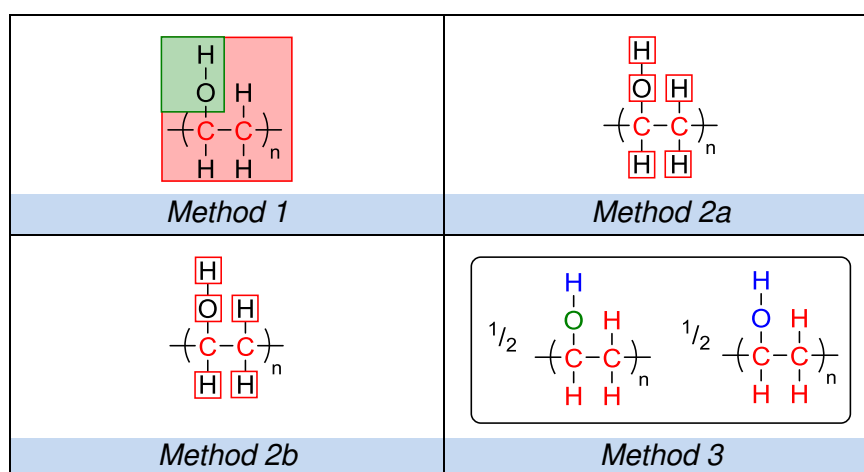 H
O H
( C C ) n
H H
Method 1
H
O H
( C C ) n
H H
Method 2a
H
O H
( C C ) n
H H
Method 2b
H H
O H O H
1/2 ( C C ) n 1/2 ( C C ) n
H H H H
Method 3